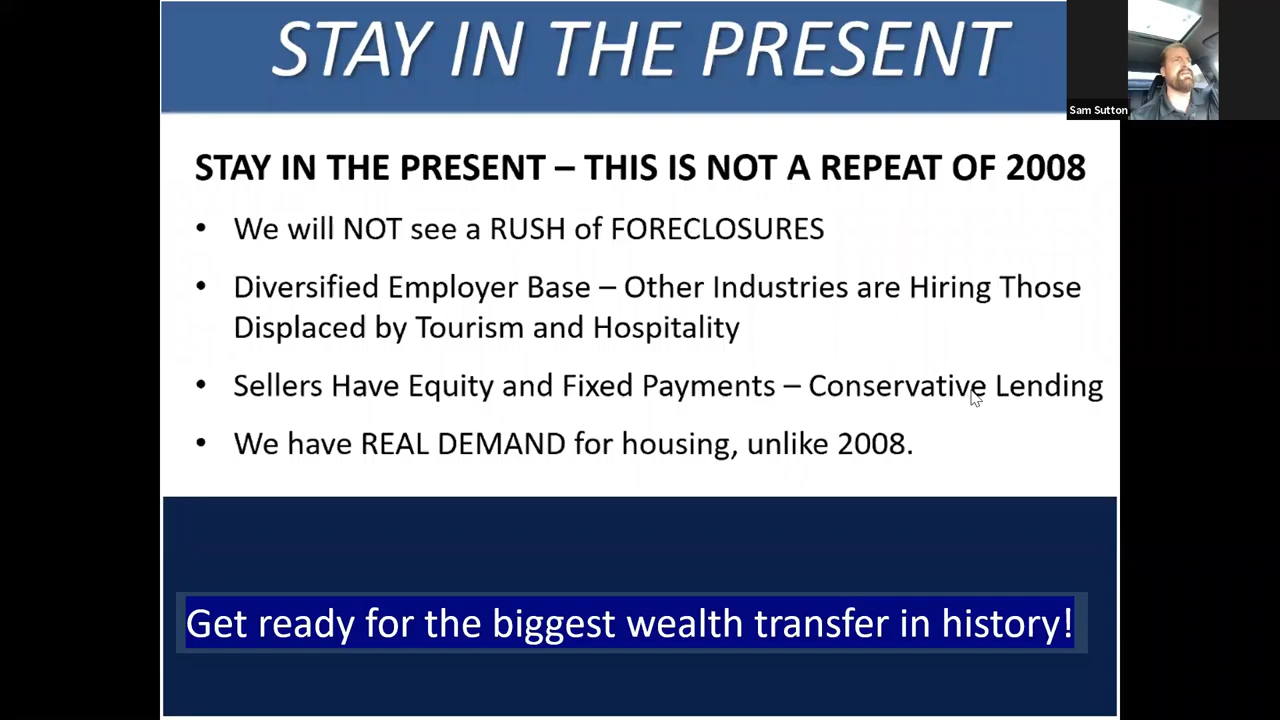 STAY IN THE PRESENT
Sam Sutton
STAY IN THE PRESENT – THIS IS NOT A REPEAT OF 2008
• We will NOT see a RUSH of FORECLOSURES
• Diversified Employer Base – Other Industries are Hiring Those
Displaced by Tourism and Hospitality
• Sellers Have Equity and Fixed Payments – Conservative Lending
• We have REAL DEMAND for housing, unlike 2008.
Get ready for the biggest wealth transfer in history!